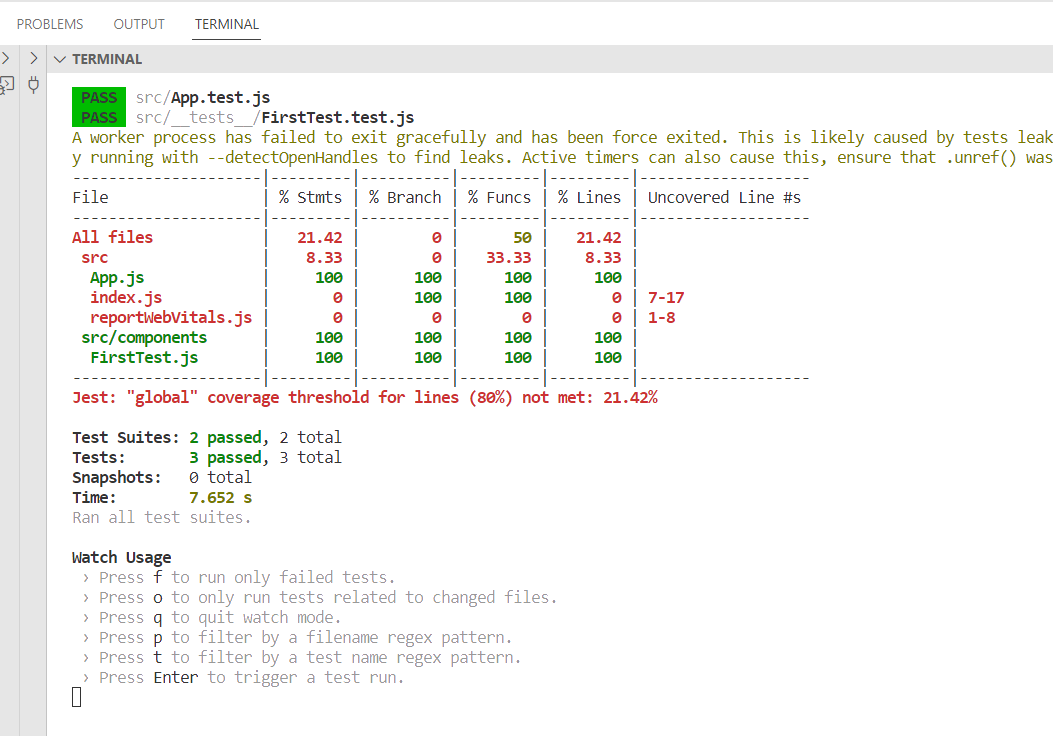 PROBLEMS OUTPUT TERMINAL
TERMINAL
PASS src/App.test.js
PASS src/__tests__/FirstTest.test.js
A worker process has failed to exit gracefully and has been force exited. This is likely caused by tests leak
y running with --detectOpenHandles to find leaks. Active timers can also cause this, ensure that .unref() was
---------------------|---------|----------|---------|---------|-------------------
File                 | % Stmts | % Branch | % Funcs | % Lines | Uncovered Line #s
---------------------|---------|----------|---------|---------|-------------------
All files            |   21.42 |        0 |      50 |   21.42 |
 src                 |    8.33 |        0 |   33.33 |    8.33 |
  App.js             |     100 |      100 |     100 |     100 |
  index.js           |       0 |      100 |     100 |       0 | 7-17
  reportWebVitals.js |       0 |        0 |       0 |       0 | 1-8
 src/components      |     100 |      100 |     100 |     100 |
  FirstTest.js       |     100 |      100 |     100 |     100 |
---------------------|---------|----------|---------|---------|-------------------
Jest: "global" coverage threshold for lines (80%) not met: 21.42%
Test Suites: 2 passed, 2 total
Tests:       3 passed, 3 total
Snapshots:   0 total
Time:        7.652 s
Ran all test suites.
Watch Usage
 › Press f to run only failed tests.
 › Press o to only run tests related to changed files.
 › Press q to quit watch mode.
 › Press p to filter by a filename regex pattern.
 › Press t to filter by a test name regex pattern.
 › Press Enter to trigger a test run.